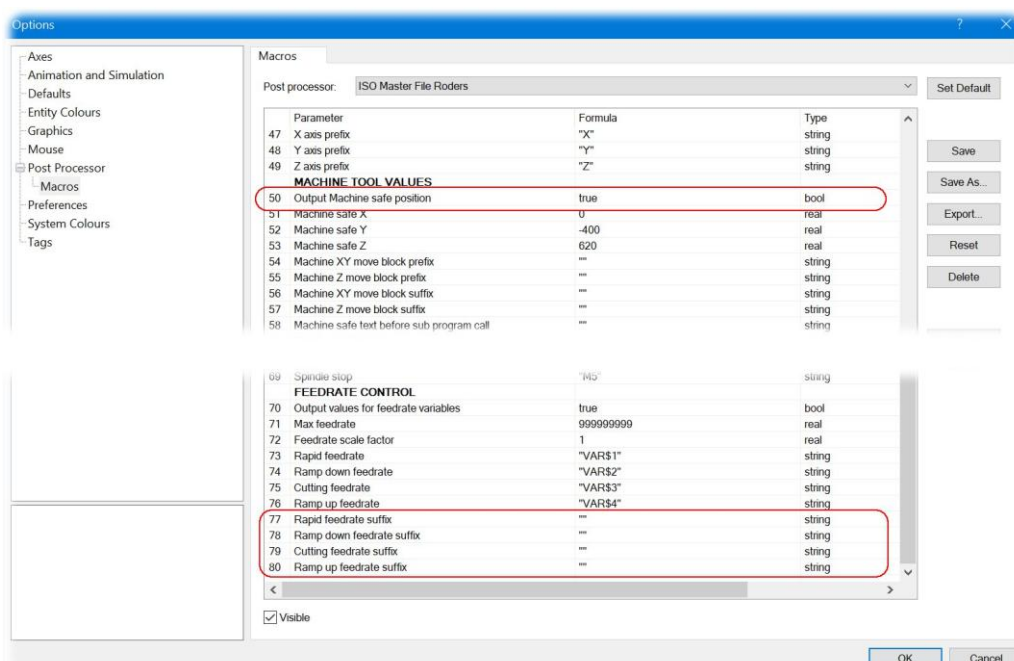 Options ?
Axes
Animation and Simulation
Defaults
Entity Colours
Graphics
Mouse
Post Processor
Macros
Preferences
System Colours
Tags
Macros
Post processor: ISO Master File Roders
Parameter Formula Type
47 X axis prefix "X" string
48 Y axis prefix "Y" string
49 Z axis prefix "Z" string
MACHINE TOOL VALUES
50 Output Machine safe position true bool
51 Machine safe X 0 real
52 Machine safe Y -400 real
53 Machine safe Z 620 real
54 Machine XY move block prefix "" string
55 Machine Z move block prefix "" string
56 Machine XY move block suffix "" string
57 Machine Z move block suffix "" string
58 Machine safe text before sub program call "" string
69 Spindle stop "M5" string
FEEDRATE CONTROL
70 Output values for feedrate variables true bool
71 Max feedrate 999999999 real
72 Feedrate scale factor 1 real
73 Rapid feedrate "VAR$1" string
74 Ramp down feedrate "VAR$2" string
75 Cutting feedrate "VAR$3" string
76 Ramp up feedrate "VAR$4" string
77 Rapid feedrate suffix "" string
78 Ramp down feedrate suffix "" string
79 Cutting feedrate suffix "" string
80 Ramp up feedrate suffix "" string
Visible
Set Default
Save
Save As...
Export...
Reset
Delete
OK Cancel